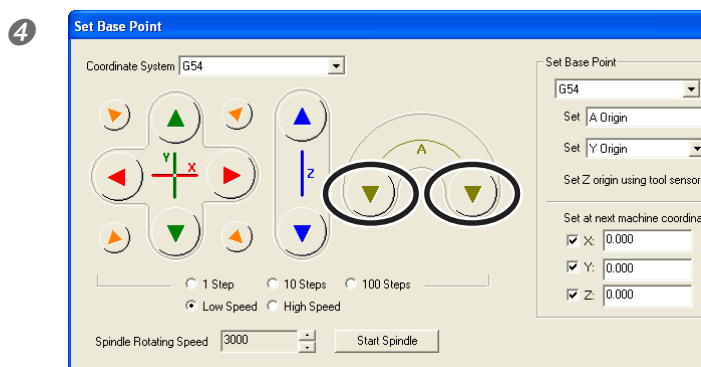 4
Set Base Point
Coordinate System G54
Y
X
Z
A
1 Step 10 Steps 100 Steps
Low Speed High Speed
Spindle Rotating Speed 3000 Start Spindle
Set Base Point
G54
Set A Origin
Set Y Origin
Set Z origin using tool sensor
Set at next machine coordina
X: 0.000
Y: 0.000
Z: 0.000